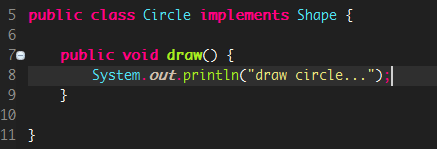 5 public class Circle implements Shape {
6
7 public void draw() {
8 System.out.println("draw circle...");
9 }
10
11 }